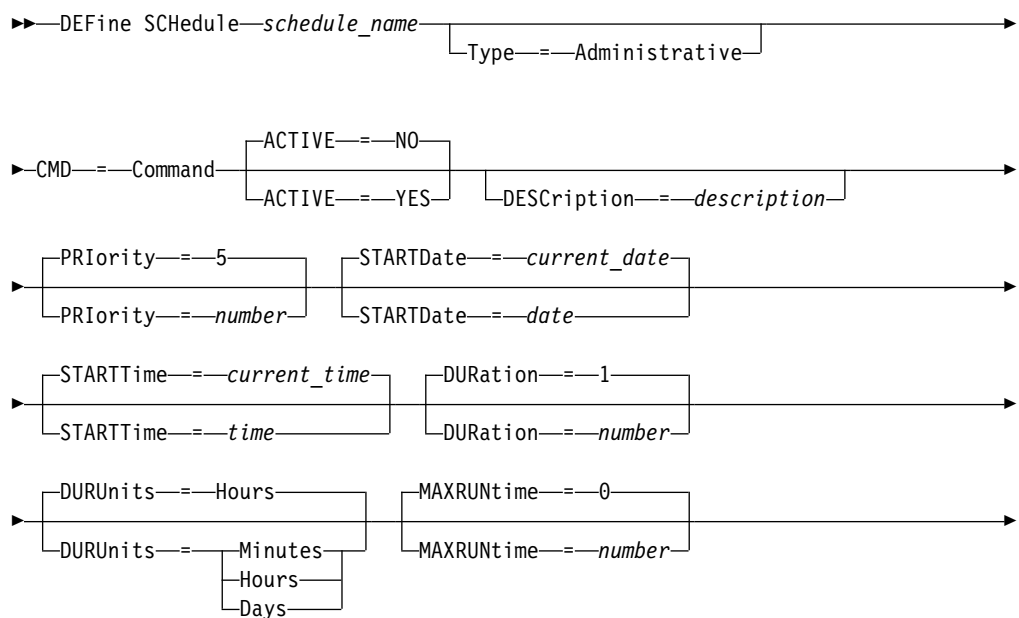 DEFine SCHedule schedule_name
Type = Administrative
CMD = Command
ACTIVE = NO
ACTIVE = YES
DESCription = description
PRIority = 5
PRIority = number
STARTDate = current_date
STARTDate = date
STARTTime = current_time
STARTTime = time
DURation = 1
DURation = number
DURUnits = Hours
DURUnits = Minutes
Hours
Days
MAXRUNtime = 0
MAXRUNtime = number